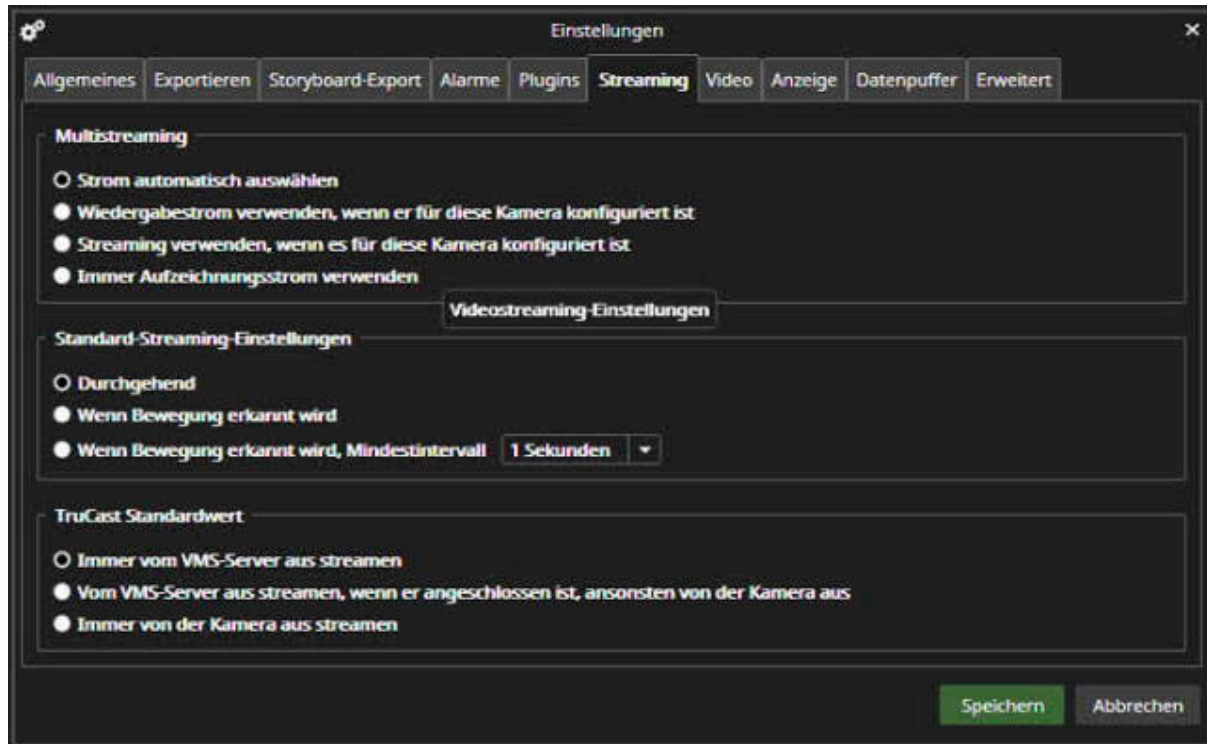 Einstellungen
Allgemeines Exportieren Storyboard-Export Alarme Plugins Streaming Video Anzeige Datenpuffer Erweitert
Multistreaming
Strom automatisch auswählen
Wiedergabestrom verwenden, wenn er für diese Kamera konfiguriert ist
Streaming verwenden, wenn es für diese Kamera konfiguriert ist
Immer Aufzeichnungsstrom verwenden
Videostreaming-Einstellungen
Standard-Streaming-Einstellungen
Durchgehend
Wenn Bewegung erkannt wird
Wenn Bewegung erkannt wird, Mindestintervall 1 Sekunden
TruCast Standardwert
Immer vom VMS-Server aus streamen
Vom VMS-Server aus streamen, wenn er angeschlossen ist, ansonsten von der Kamera aus
Immer von der Kamera aus streamen
Speichern Abbrechen